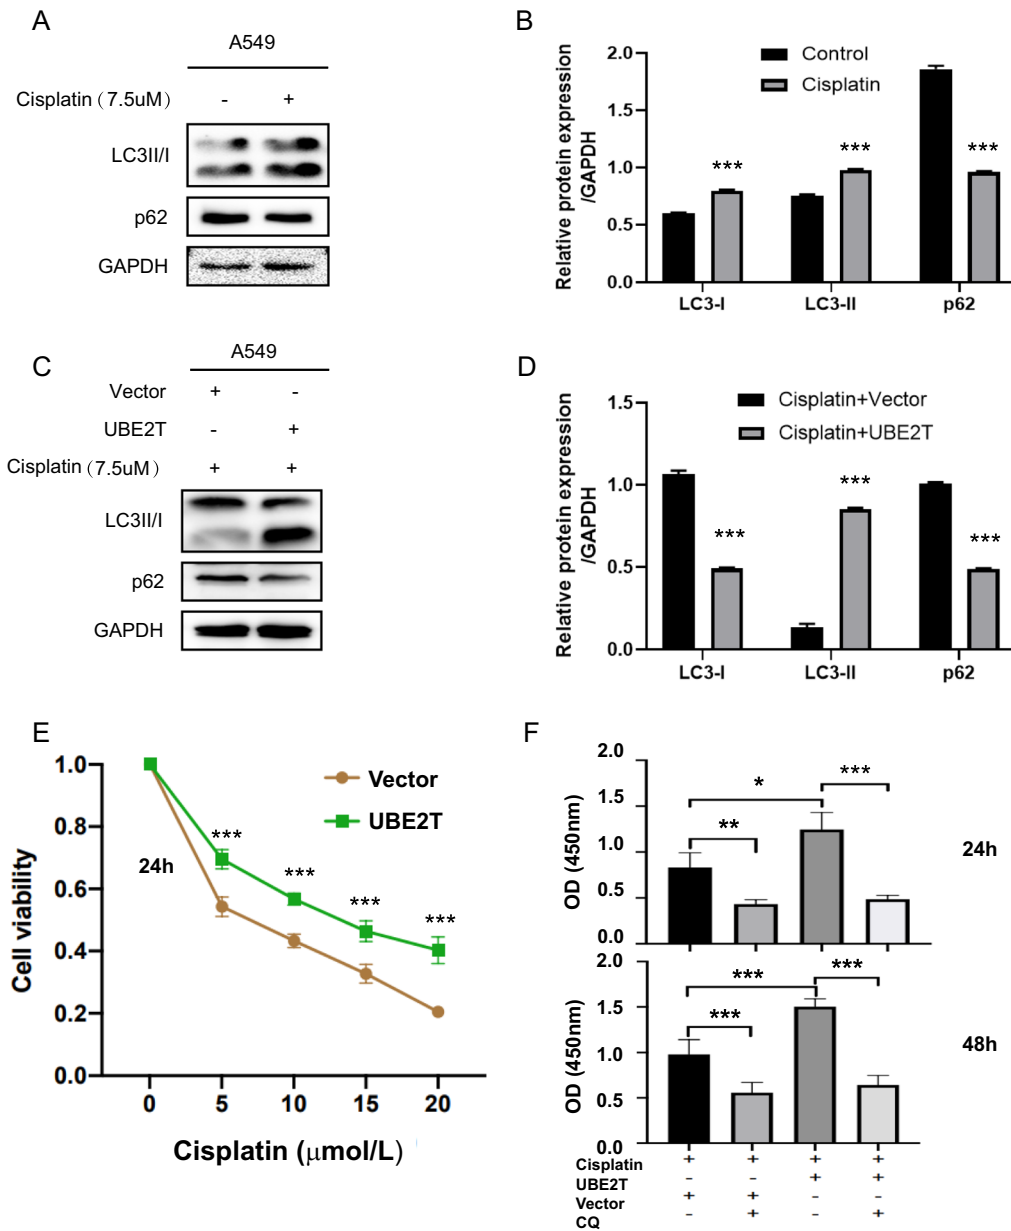 A
A549
Cisplatin (7.5uM) - +
LC3II/I
p62
GAPDH
B
Relative protein expression
/GAPDH
2.0
1.5
1.0
0.5
0.0
Control
Cisplatin
*** *** ***
LC3-I LC3-II p62
C
A549
Vector + -
UBE2T - +
Cisplatin (7.5uM) + +
LC3II/I
p62
GAPDH
D
Relative protein expression
/GAPDH
1.5
1.0
0.5
0.0
Cisplatin+Vector
Cisplatin+UBE2T
*** *** ***
LC3-I LC3-II p62
E
Cell viability
1.0
0.8
0.6
0.4
0.2
0.0
24h
Vector
UBE2T
*** *** *** ***
0 5 10 15 20
Cisplatin (μmol/L)
F
OD (450nm)
2.0
1.5
1.0
0.5
0.0
* ***
**
24h
OD (450nm)
2.0
1.5
1.0
0.5
0.0
*** ***
***
48h
Cisplatin + + + +
UBE2T - - + +
Vector + + - -
CQ - + - +